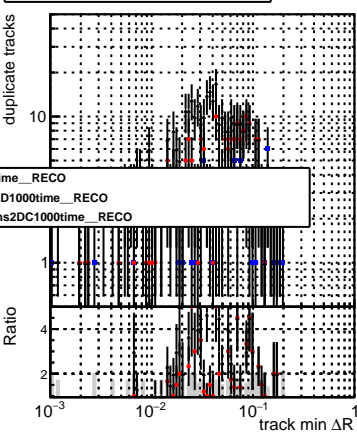 duplicate tracks
10
ime__RECO
D1000time__RECO
ns2DC1000time__RECO
1
Ratio
4
2
10⁻³ 10⁻² 10⁻¹ 1
track min ΔR